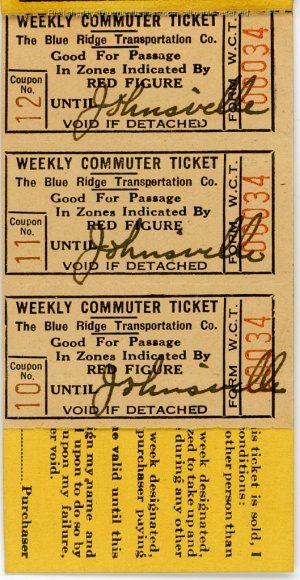 WEEKLY COMMUTER TICKET
The Blue Ridge Transportation Co.
Good For Passage
In Zones Indicated By
RED FIGURE
UNTIL Johnsville
VOID IF DETACHED
Coupon
No.
12
FORM W.C.T.
00034
WEEKLY COMMUTER TICKET
The Blue Ridge Transportation Co.
Good For Passage
In Zones Indicated By
RED FIGURE
UNTIL Johnsville
VOID IF DETACHED
Coupon
No.
11
FORM W.C.T.
00034
WEEKLY COMMUTER TICKET
The Blue Ridge Transportation Co.
Good For Passage
In Zones Indicated By
RED FIGURE
UNTIL Johnsville
VOID IF DETACHED
Coupon
No.
10
FORM W.C.T.
0034
is ticket is sold, I
conditions:
other person than
week designated,
zed to take up and
during any other
week designated,
purchaser paying
me valid until this
ign my name and
upon to do so by
upon my failure,
er void.
Purchaser